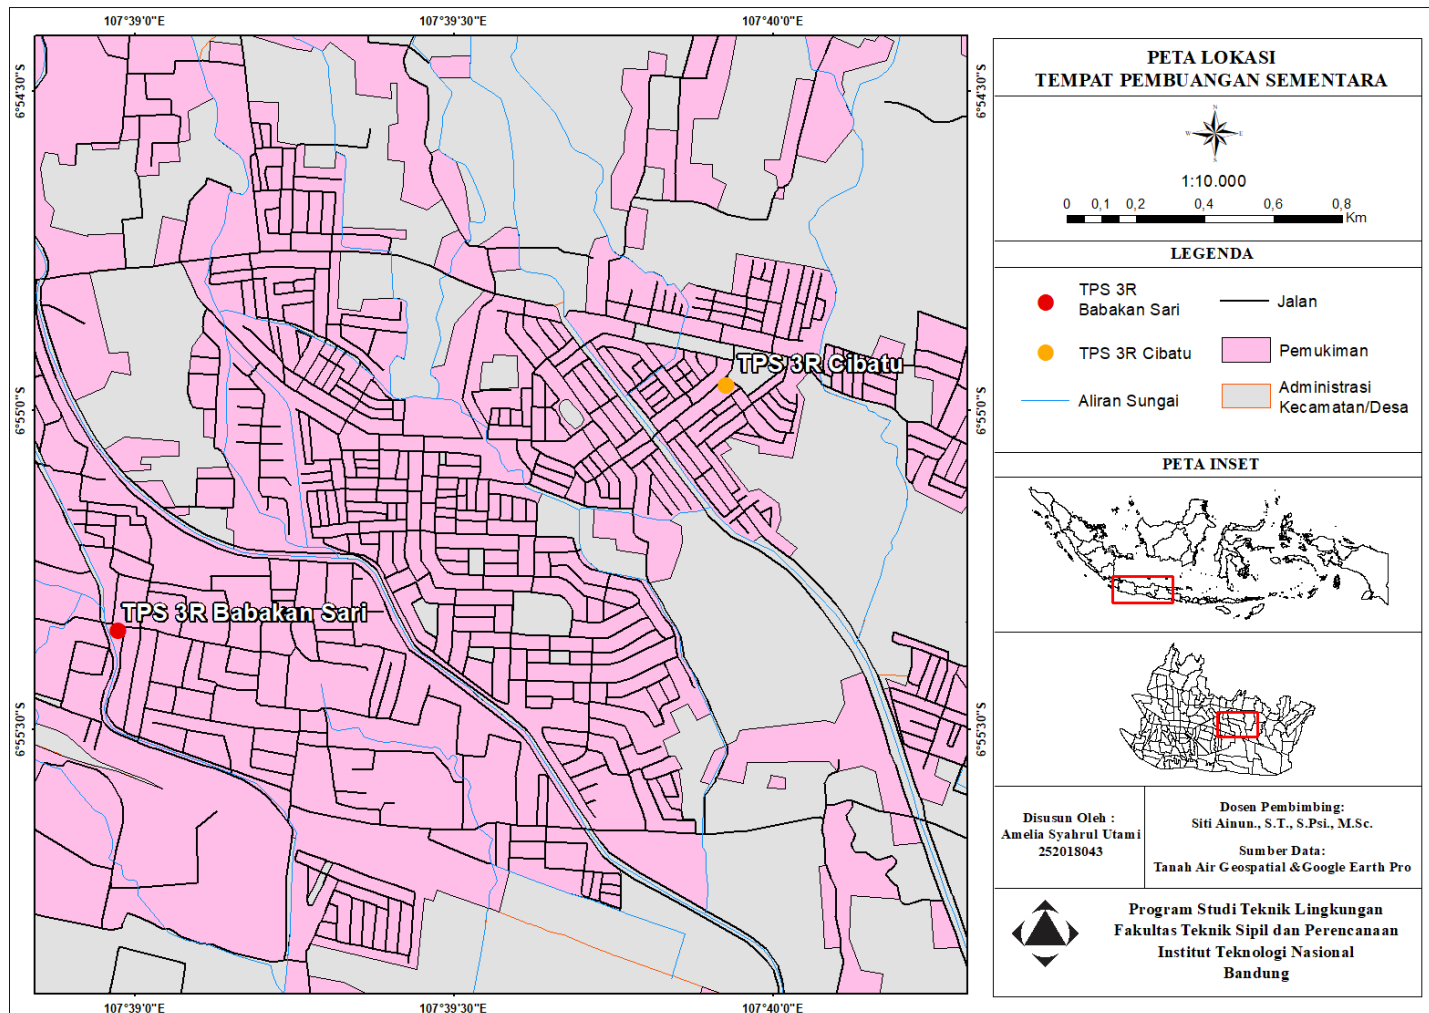 107°39'0"E
107°39'30"E
107°40'0"E
6°54'30"S
6°55'0"S
6°55'30"S
6°54'30"S
6°55'0"S
6°55'30"S
TPS 3R Cibatu
TPS 3R Babakan Sari
107°39'0"E
107°39'30"E
107°40'0"E
PETA LOKASI
TEMPAT PEMBUANGAN SEMENTARA
N
W E
S
1:10.000
0 0,1 0,2 0,4 0,6 0,8
Km
LEGENDA
TPS 3R
Babakan Sari
Jalan
TPS 3R Cibatu
Pemukiman
Aliran Sungai
Administrasi
Kecamatan/Desa
PETA INSET
Disusun Oleh :
Amelia Syahrul Utami
252018043
Dosen Pembimbing:
Siti Ainun., S.T., S.Psi., M.Sc.
Sumber Data:
Tanah Air Geospatial &Google Earth Pro
Program Studi Teknik Lingkungan
Fakultas Teknik Sipil dan Perencanaan
Institut Teknologi Nasional
Bandung